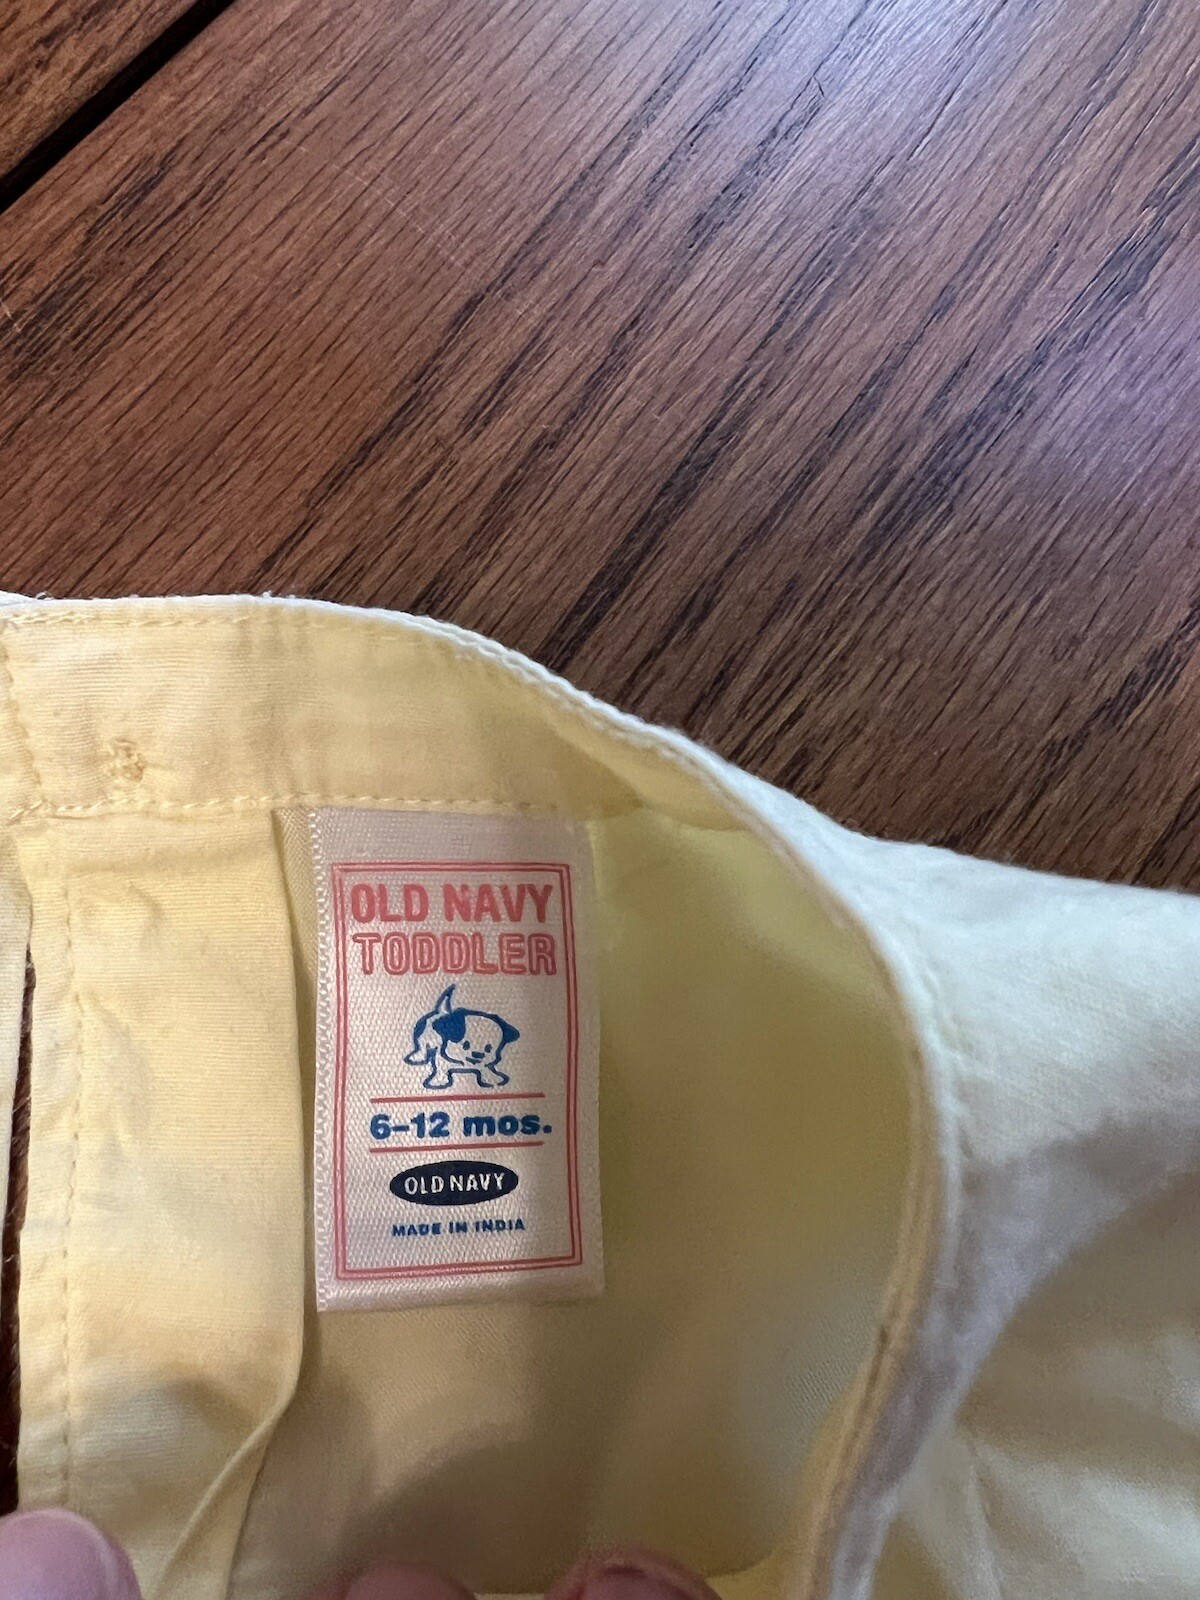 OLD NAVY
TODDLER
6-12 mos.
OLD NAVY
MADE IN INDIA